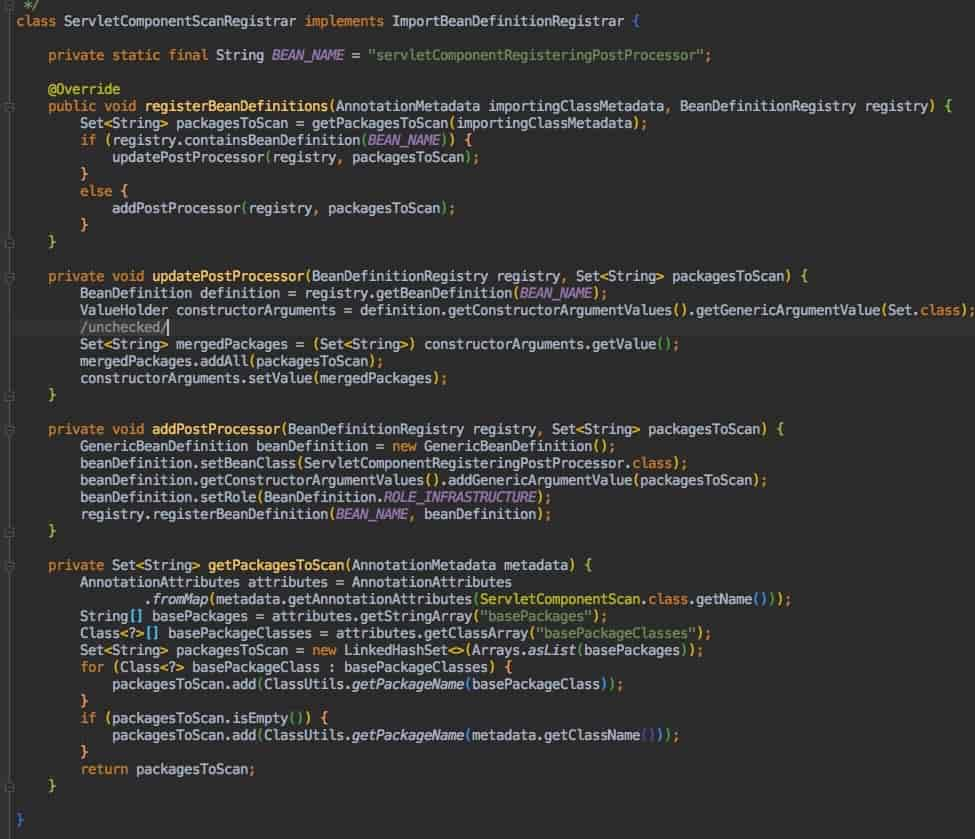 */
class ServletComponentScanRegistrar implements ImportBeanDefinitionRegistrar {
private static final String BEAN_NAME = "servletComponentRegisteringPostProcessor";
@Override
public void registerBeanDefinitions(AnnotationMetadata importingClassMetadata, BeanDefinitionRegistry registry) {
Set<String> packagesToScan = getPackagesToScan(importingClassMetadata);
if (registry.containsBeanDefinition(BEAN_NAME)) {
updatePostProcessor(registry, packagesToScan);
}
else {
addPostProcessor(registry, packagesToScan);
}
}
private void updatePostProcessor(BeanDefinitionRegistry registry, Set<String> packagesToScan) {
BeanDefinition definition = registry.getBeanDefinition(BEAN_NAME);
ValueHolder constructorArguments = definition.getConstructorArgumentValues().getGenericArgumentValue(Set.class);
/unchecked/
Set<String> mergedPackages = (Set<String>) constructorArguments.getValue();
mergedPackages.addAll(packagesToScan);
constructorArguments.setValue(mergedPackages);
}
private void addPostProcessor(BeanDefinitionRegistry registry, Set<String> packagesToScan) {
GenericBeanDefinition beanDefinition = new GenericBeanDefinition();
beanDefinition.setBeanClass(ServletComponentRegisteringPostProcessor.class);
beanDefinition.getConstructorArgumentValues().addGenericArgumentValue(packagesToScan);
beanDefinition.setRole(BeanDefinition.ROLE_INFRASTRUCTURE);
registry.registerBeanDefinition(BEAN_NAME, beanDefinition);
}
private Set<String> getPackagesToScan(AnnotationMetadata metadata) {
AnnotationAttributes attributes = AnnotationAttributes
.fromMap(metadata.getAnnotationAttributes(ServletComponentScan.class.getName()));
String[] basePackages = attributes.getStringArray("basePackages");
Class<?>[] basePackageClasses = attributes.getClassArray("basePackageClasses");
Set<String> packagesToScan = new LinkedHashSet<>(Arrays.asList(basePackages));
for (Class<?> basePackageClass : basePackageClasses) {
packagesToScan.add(ClassUtils.getPackageName(basePackageClass));
}
if (packagesToScan.isEmpty()) {
packagesToScan.add(ClassUtils.getPackageName(metadata.getClassName()));
}
return packagesToScan;
}
}